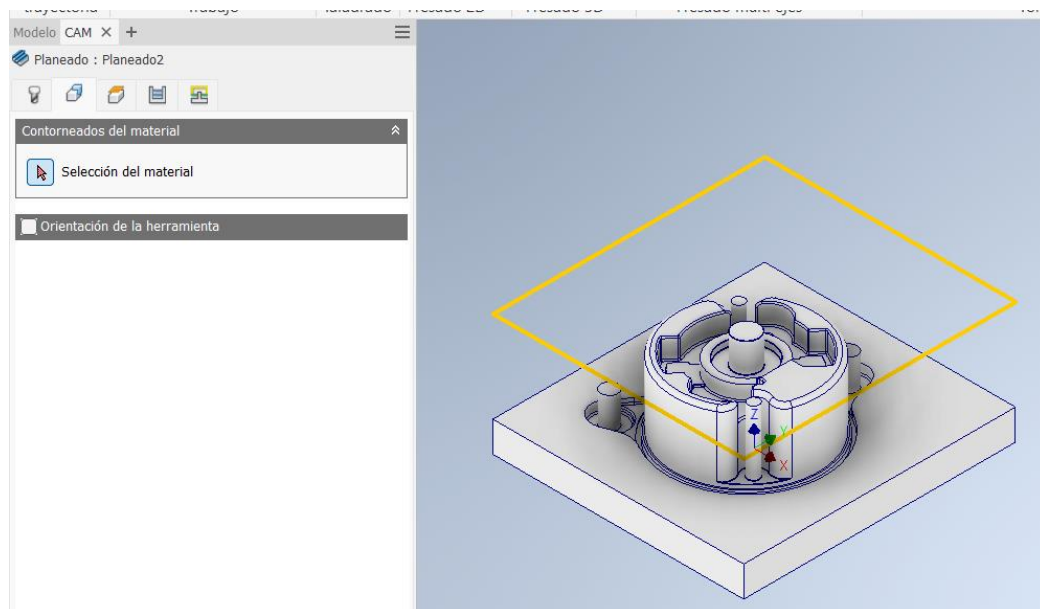 Modelo CAM × +
Planeado : Planeado2
Contorneados del material
Selección del material
Orientación de la herramienta
Z
Y
X